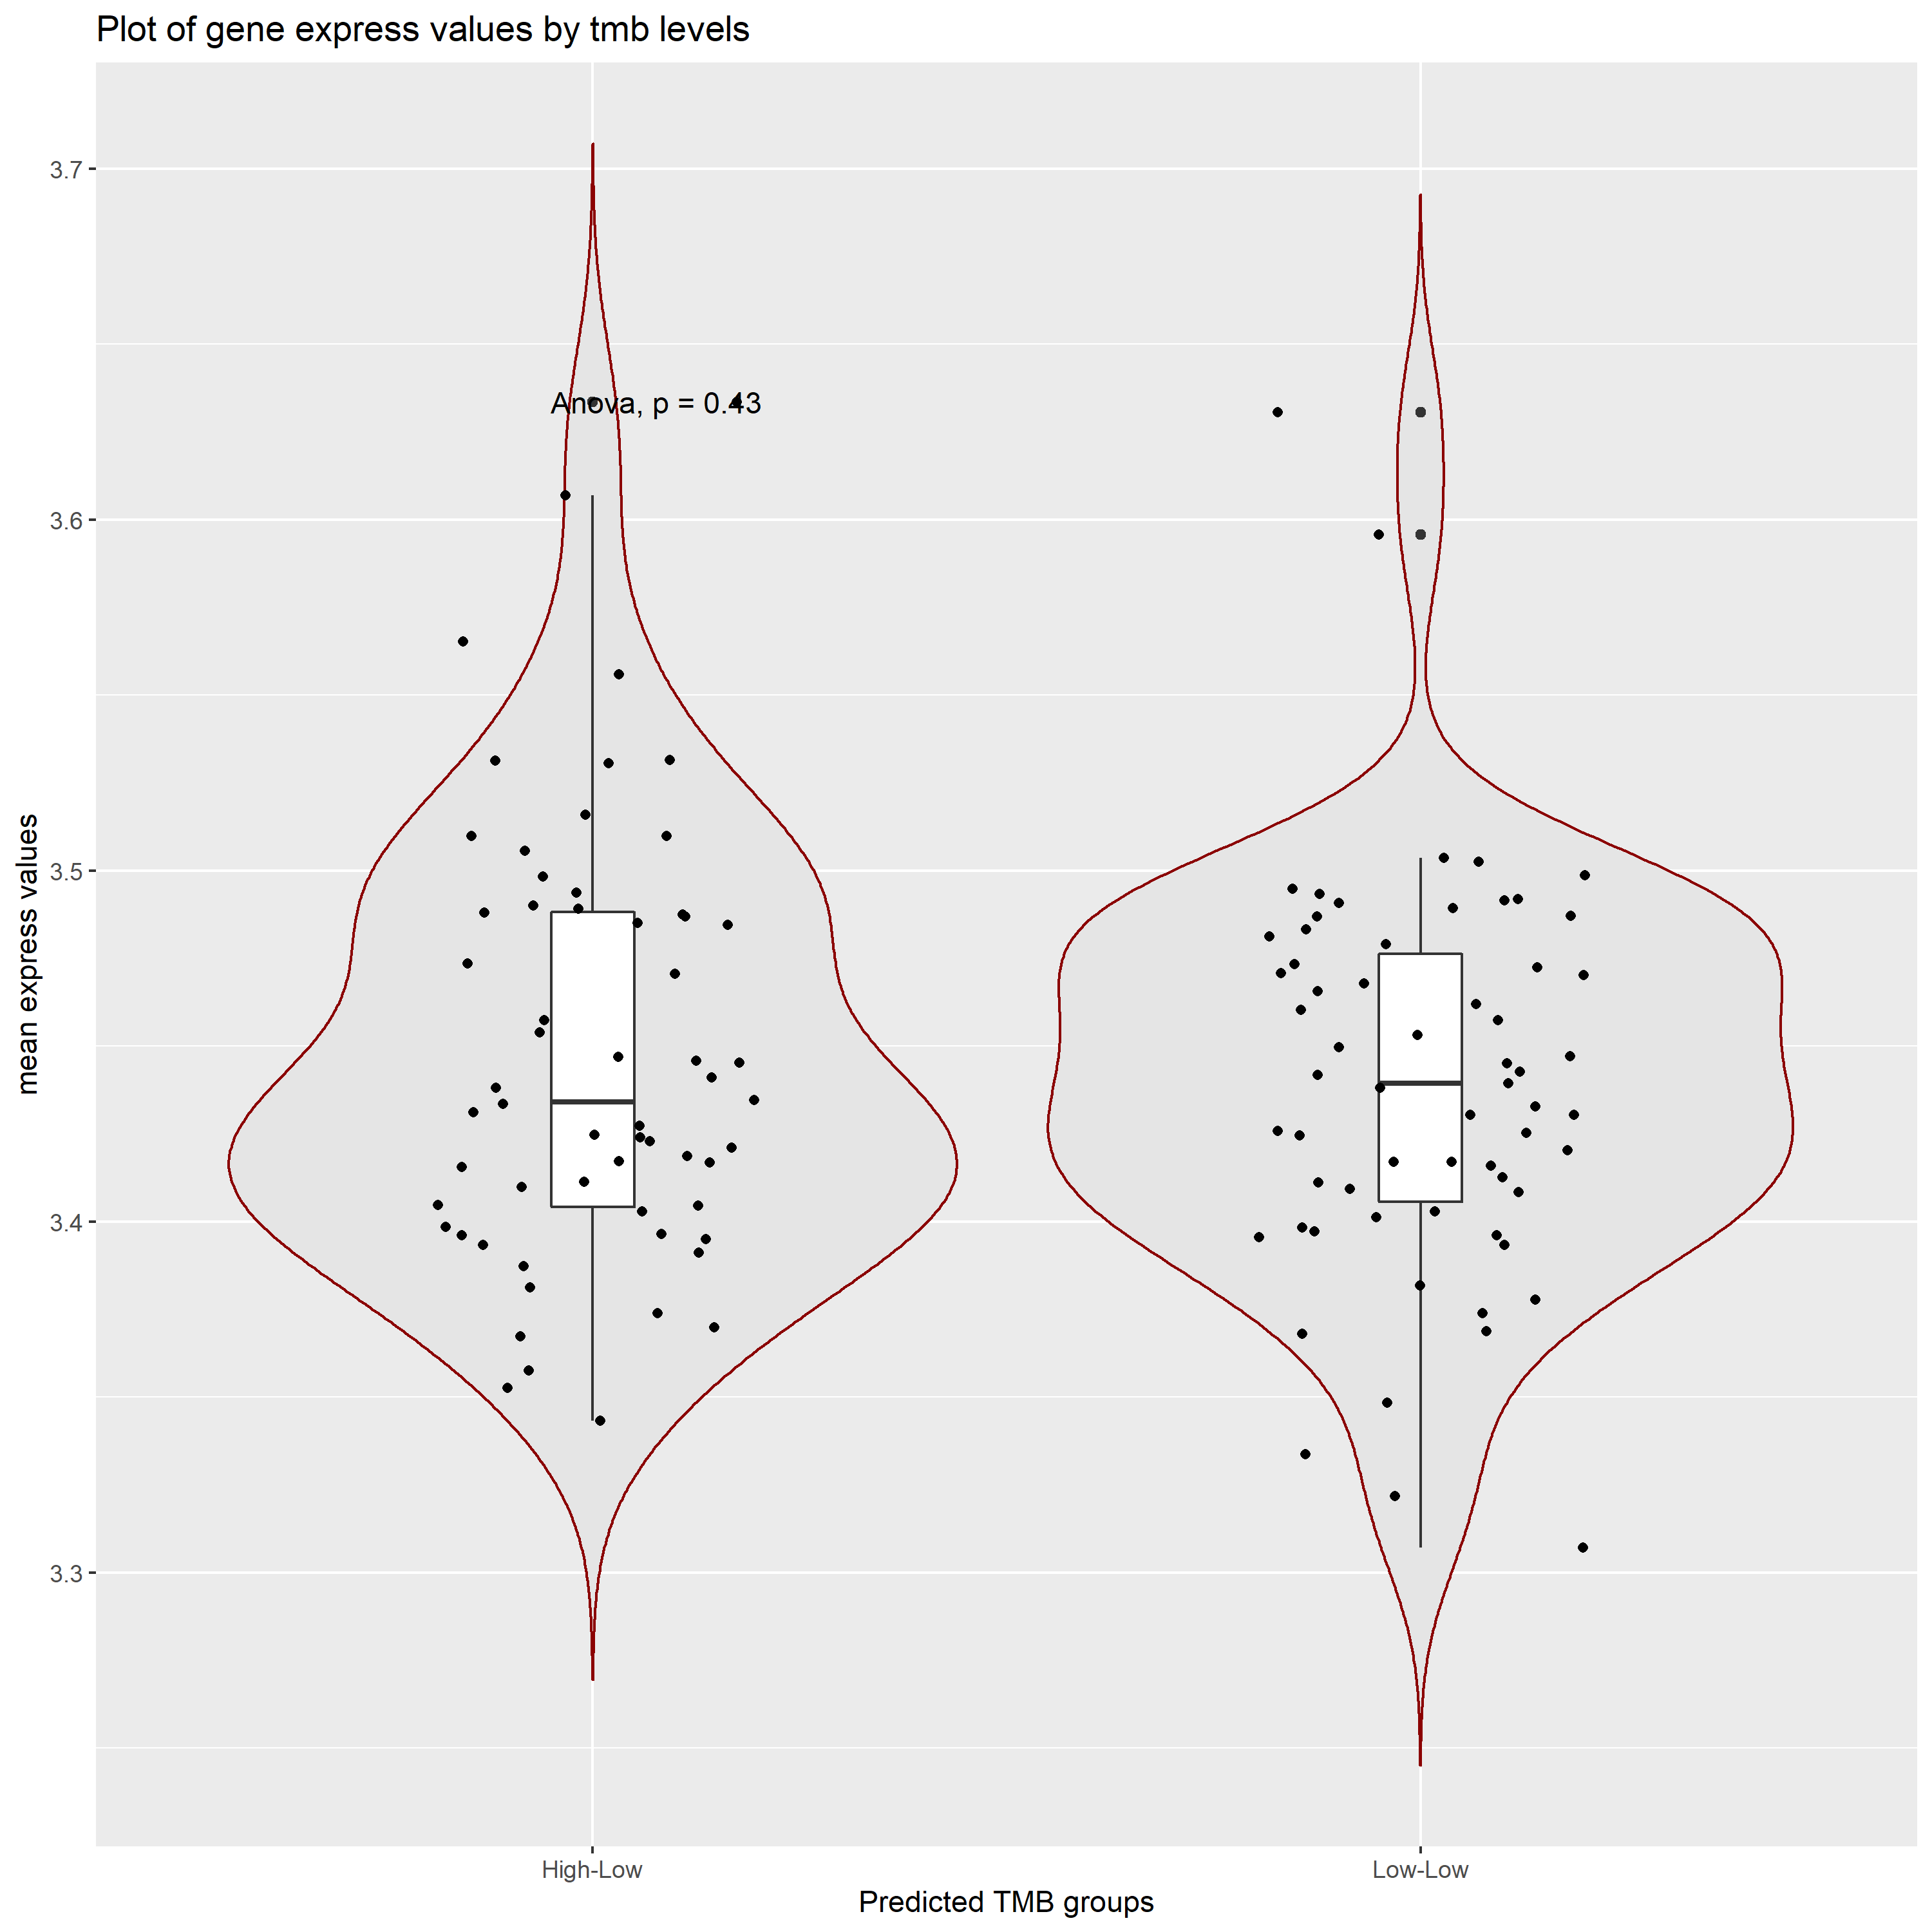 Plot of gene express values by tmb levels
3.7
Anova, p = 0.43
3.6
3.5
mean express values
3.4
3.3
High-Low
Low-Low
Predicted TMB groups